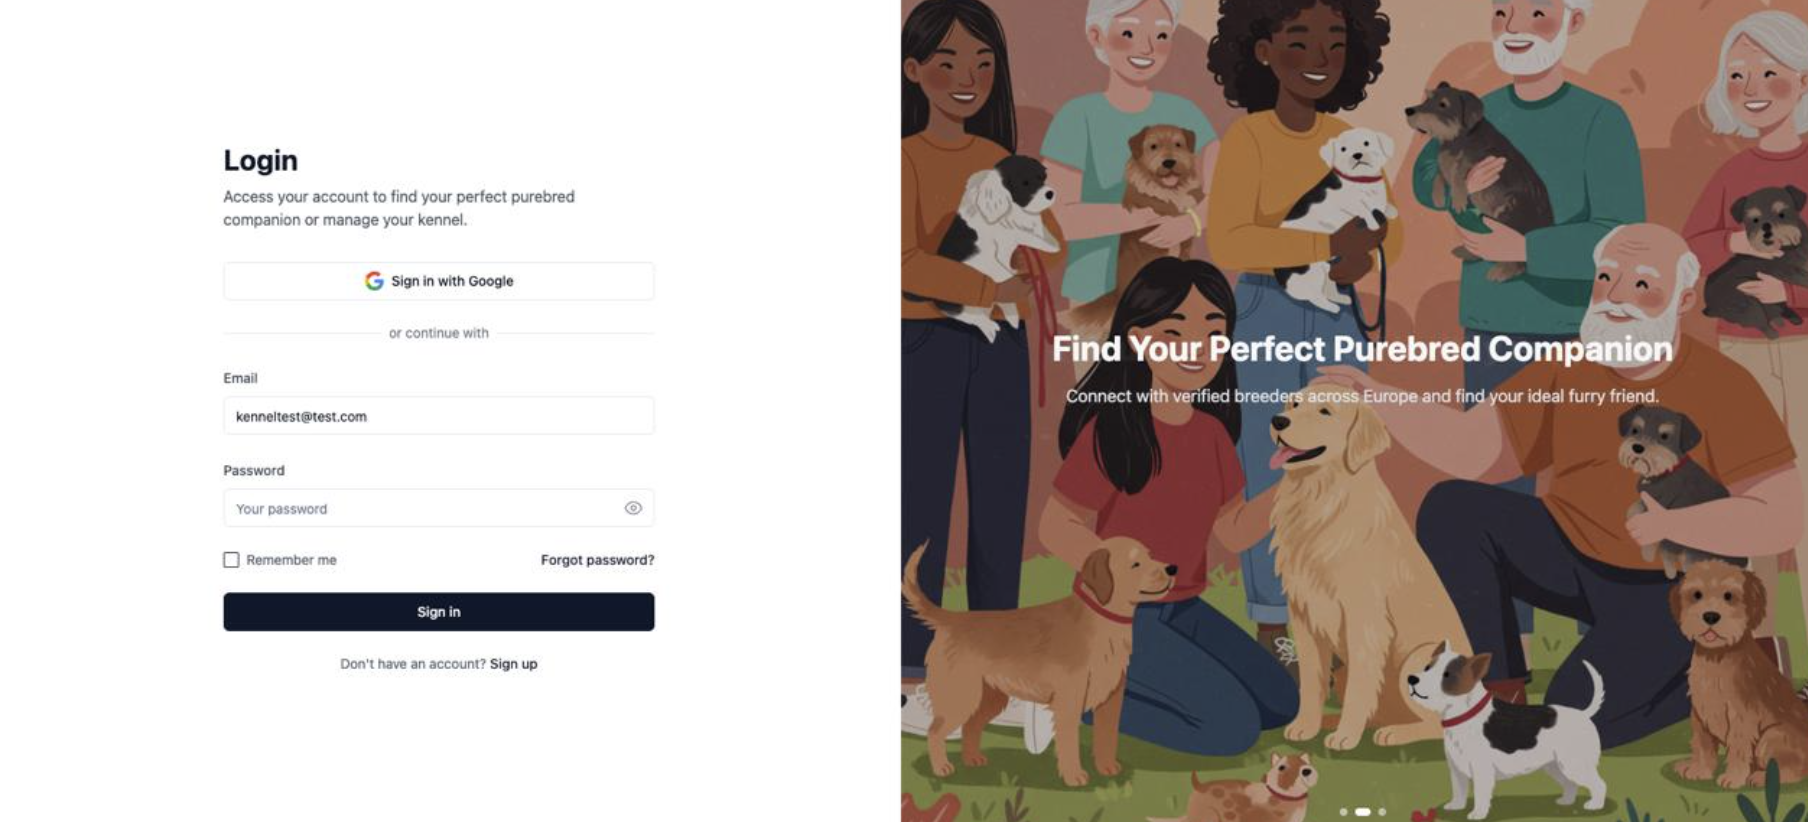 Login
Access your account to find your perfect purebred
companion or manage your kennel.
Sign in with Google
or continue with
Email
kenneltest@test.com
Password
Your password
Remember me
Forgot password?
Sign in
Don't have an account? Sign up
Find Your Perfect Purebred Companion
Connect with verified breeders across Europe and find your ideal furry friend.